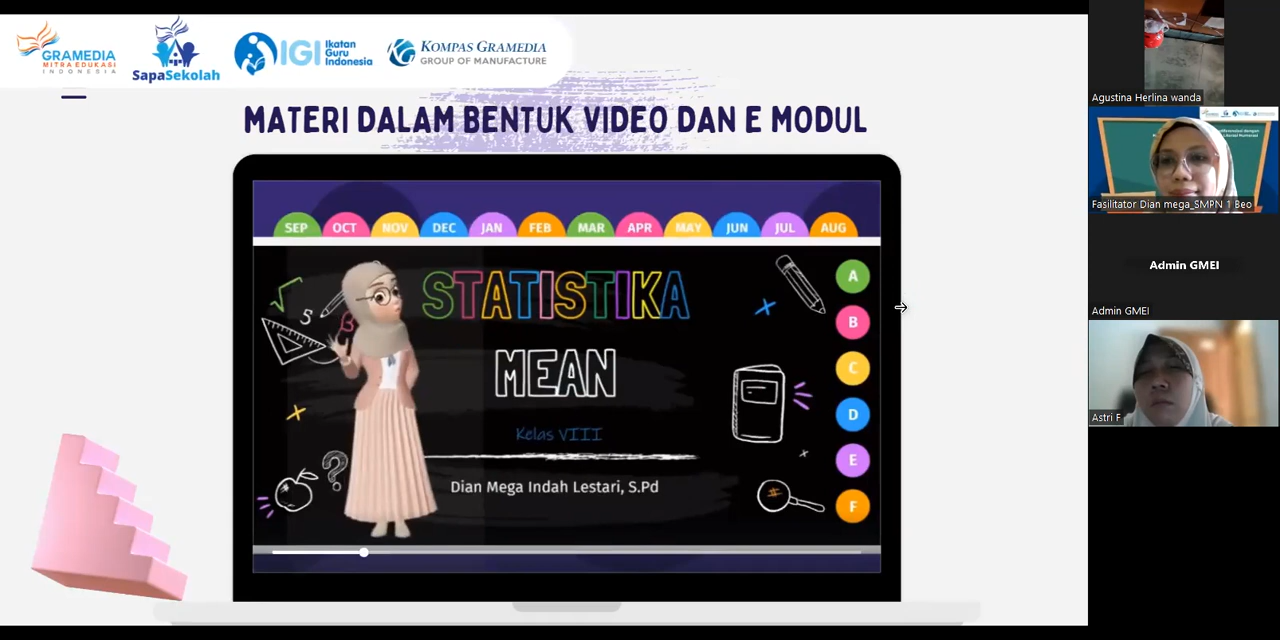 GRAMEDIA
MITRA EDUKASI
INDONESIA
SapaSekolah
IGI Ikatan Guru Indonesia
KOMPAS GRAMEDIA
GROUP OF MANUFACTURE
MATERI DALAM BENTUK VIDEO DAN E MODUL
SEP OCT NOV DEC JAN FEB MAR APR MAY JUN JUL AUG
STATISTIKA
MEAN
Kelas VIII
Dian Mega Indah Lestari, S.Pd
5
A
B
C
D
E
F
Agustina Herlina wanda
Fasilitator Dian mega_SMPN 1 Beo
Admin GMEI
Admin GMEI
Astri F